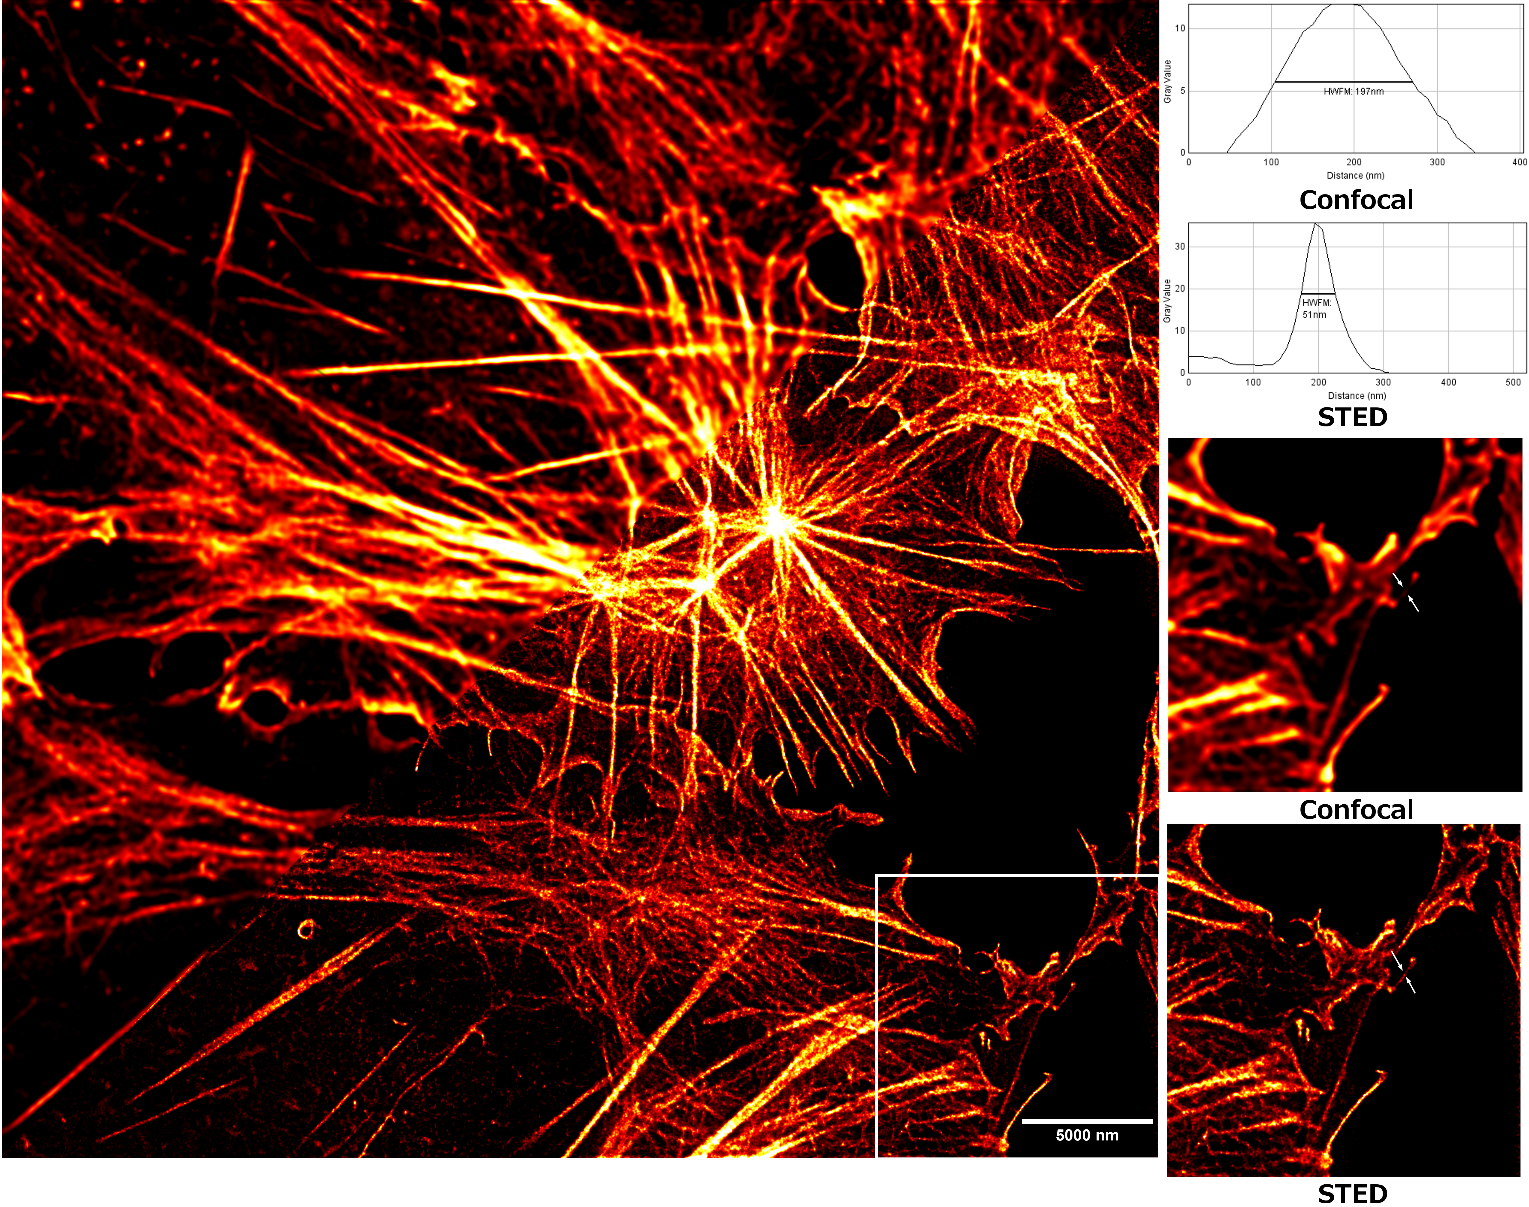 10
5
0
Gray Value
HWFM: 197nm
0 100 200 300 400
Distance (nm)
Confocal
30
20
10
0
Gray Value
HWFM:
51nm
0 100 200 300 400 500
Distance (nm)
STED
Confocal
5000 nm
STED